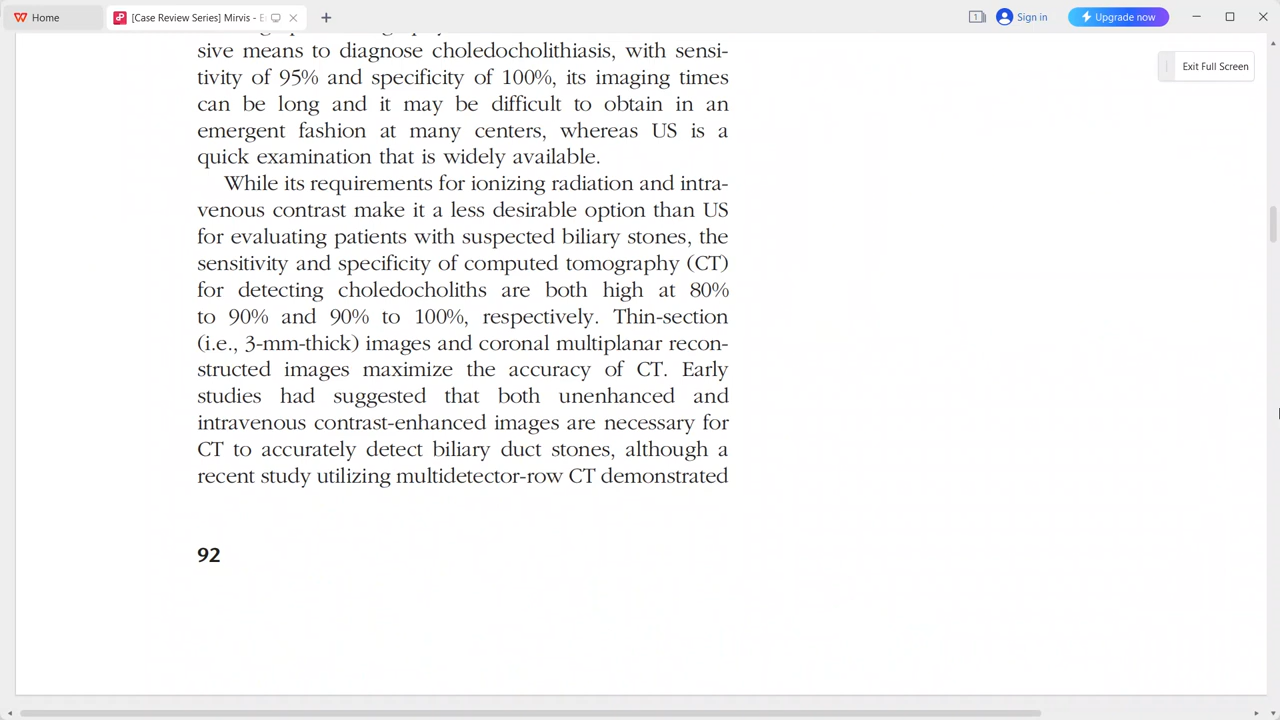 Home
[Case Review Series] Mirvis - E
Sign in
Upgrade now
Exit Full Screen
sive means to diagnose choledocholithiasis, with sensi-
tivity of 95% and specificity of 100%, its imaging times
can be long and it may be difficult to obtain in an
emergent fashion at many centers, whereas US is a
quick examination that is widely available.
While its requirements for ionizing radiation and intra-
venous contrast make it a less desirable option than US
for evaluating patients with suspected biliary stones, the
sensitivity and specificity of computed tomography (CT)
for detecting choledocholiths are both high at 80%
to 90% and 90% to 100%, respectively. Thin-section
(i.e., 3-mm-thick) images and coronal multiplanar recon-
structed images maximize the accuracy of CT. Early
studies had suggested that both unenhanced and
intravenous contrast-enhanced images are necessary for
CT to accurately detect biliary duct stones, although a
recent study utilizing multidetector-row CT demonstrated
92